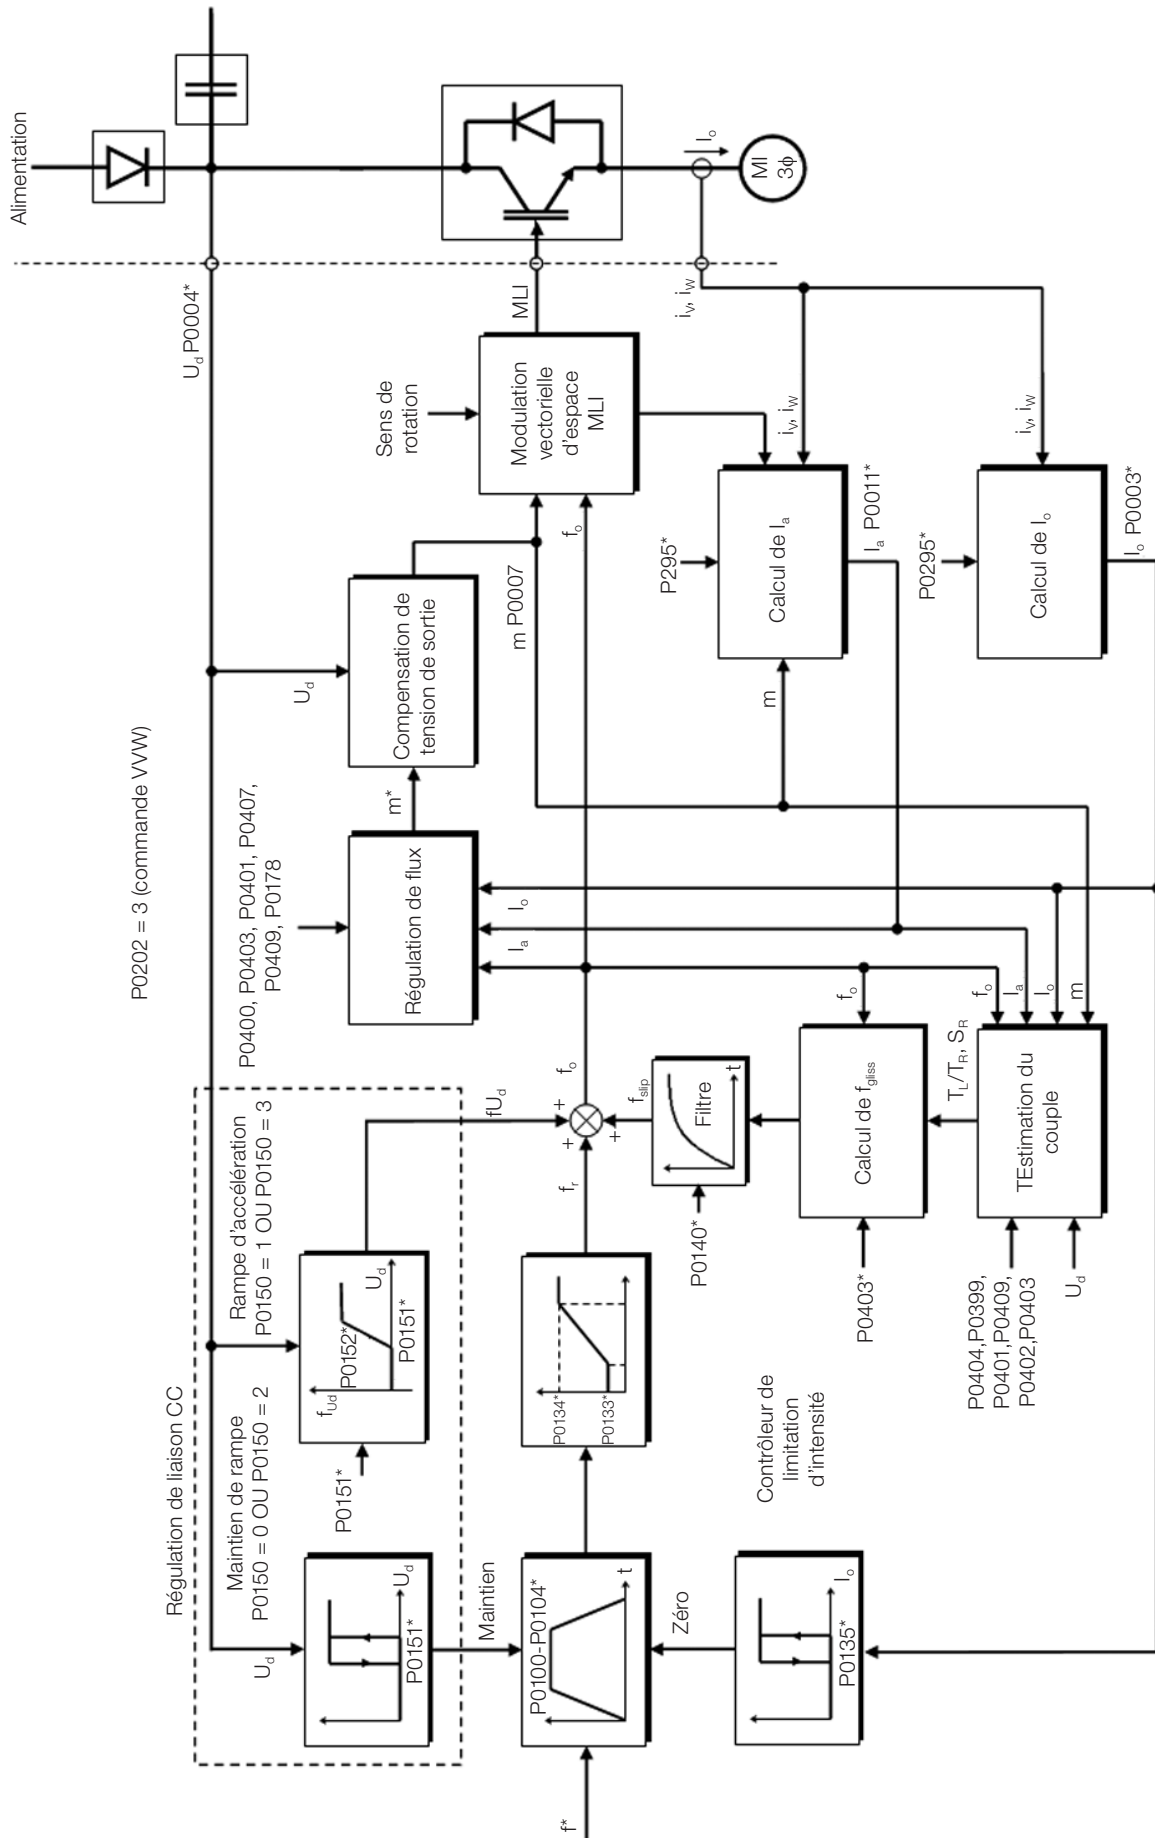 P0202 = 3 (commande VVW)
Alimentation
U_d P0004*
Régulation de liaison CC
Maintien de rampe
P0150 = 0 OU P0150 = 2
Rampe d'accélération
P0150 = 1 OU P0150 = 3
U_d
U_d
P0151*
P0151*
f_Ud
P0152*
U_d
P0151*
fU_d
Maintien
f*
P0100-P0104*
t
Zéro
I_o
P0135*
Contrôleur de
limitation
d'intensité
P0134*
P0133*
f_r
+
+
+
f_o
f_slip
Filtre
t
P0140*
P0400, P0403, P0401, P0407,
P0409, P0178
Régulation de flux
I_a
I_o
m*
U_d
Compensation de
tension de sortie
m P0007
f_o
Sens de
rotation
Modulation
vectorielle
d'espace
MLI
MLI
I_o
MI
3ϕ
i_v, i_w
i_v, i_w
i_v, i_w
P295*
Calcul de I_a
I_a P0011*
m
P0295*
Calcul de I_o
I_o P0003*
P0403*
Calcul de f_gliss
f_o
T_L/T_R, S_R
P0404,P0399,
P0401,P0409,
P0402,P0403
U_d
TEstimation du
couple
f_o
I_a
I_o
m